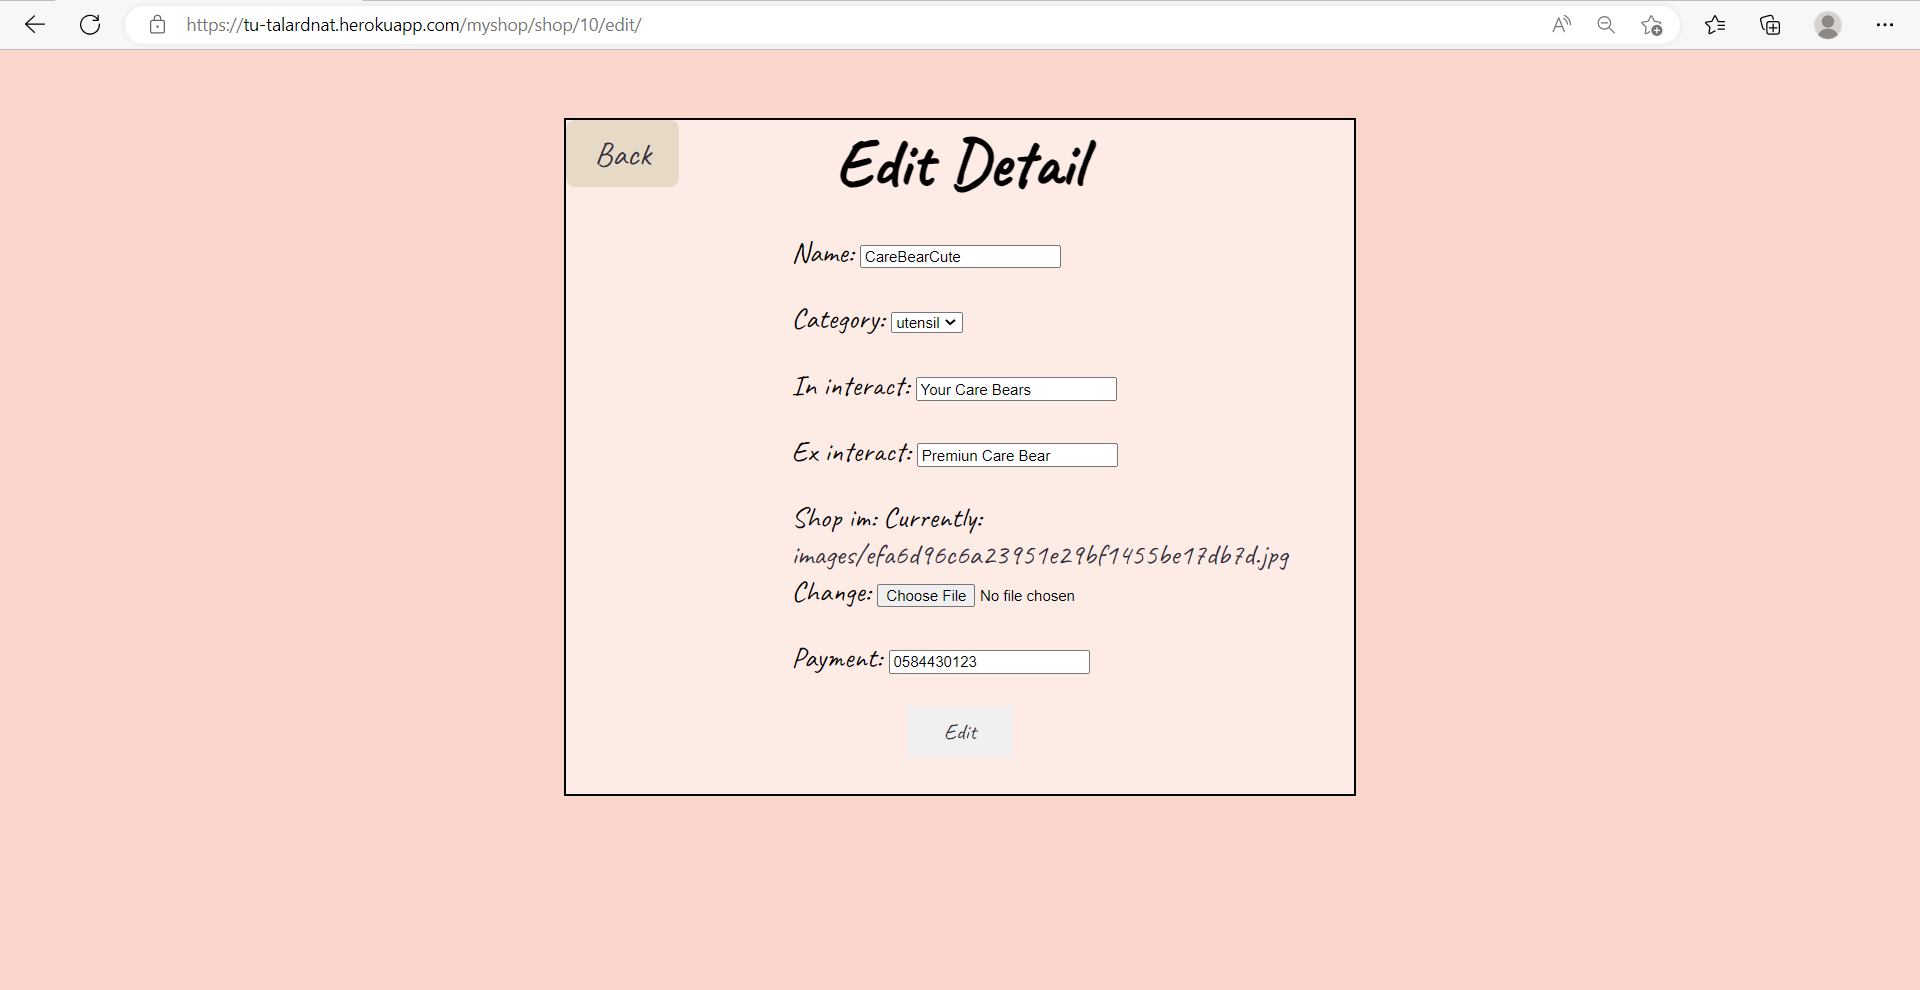 https://tu-talardnat.herokuapp.com/myshop/shop/10/edit/
Back
Edit Detail
Name: CareBearCute
Category: utensil
In interact: Your Care Bears
Ex interact: Premiun Care Bear
Shop im: Currently:
images/efa6d96c6a23951e29bf1455be17db7d.jpg
Change: Choose File No file chosen
Payment: 0584430123
Edit